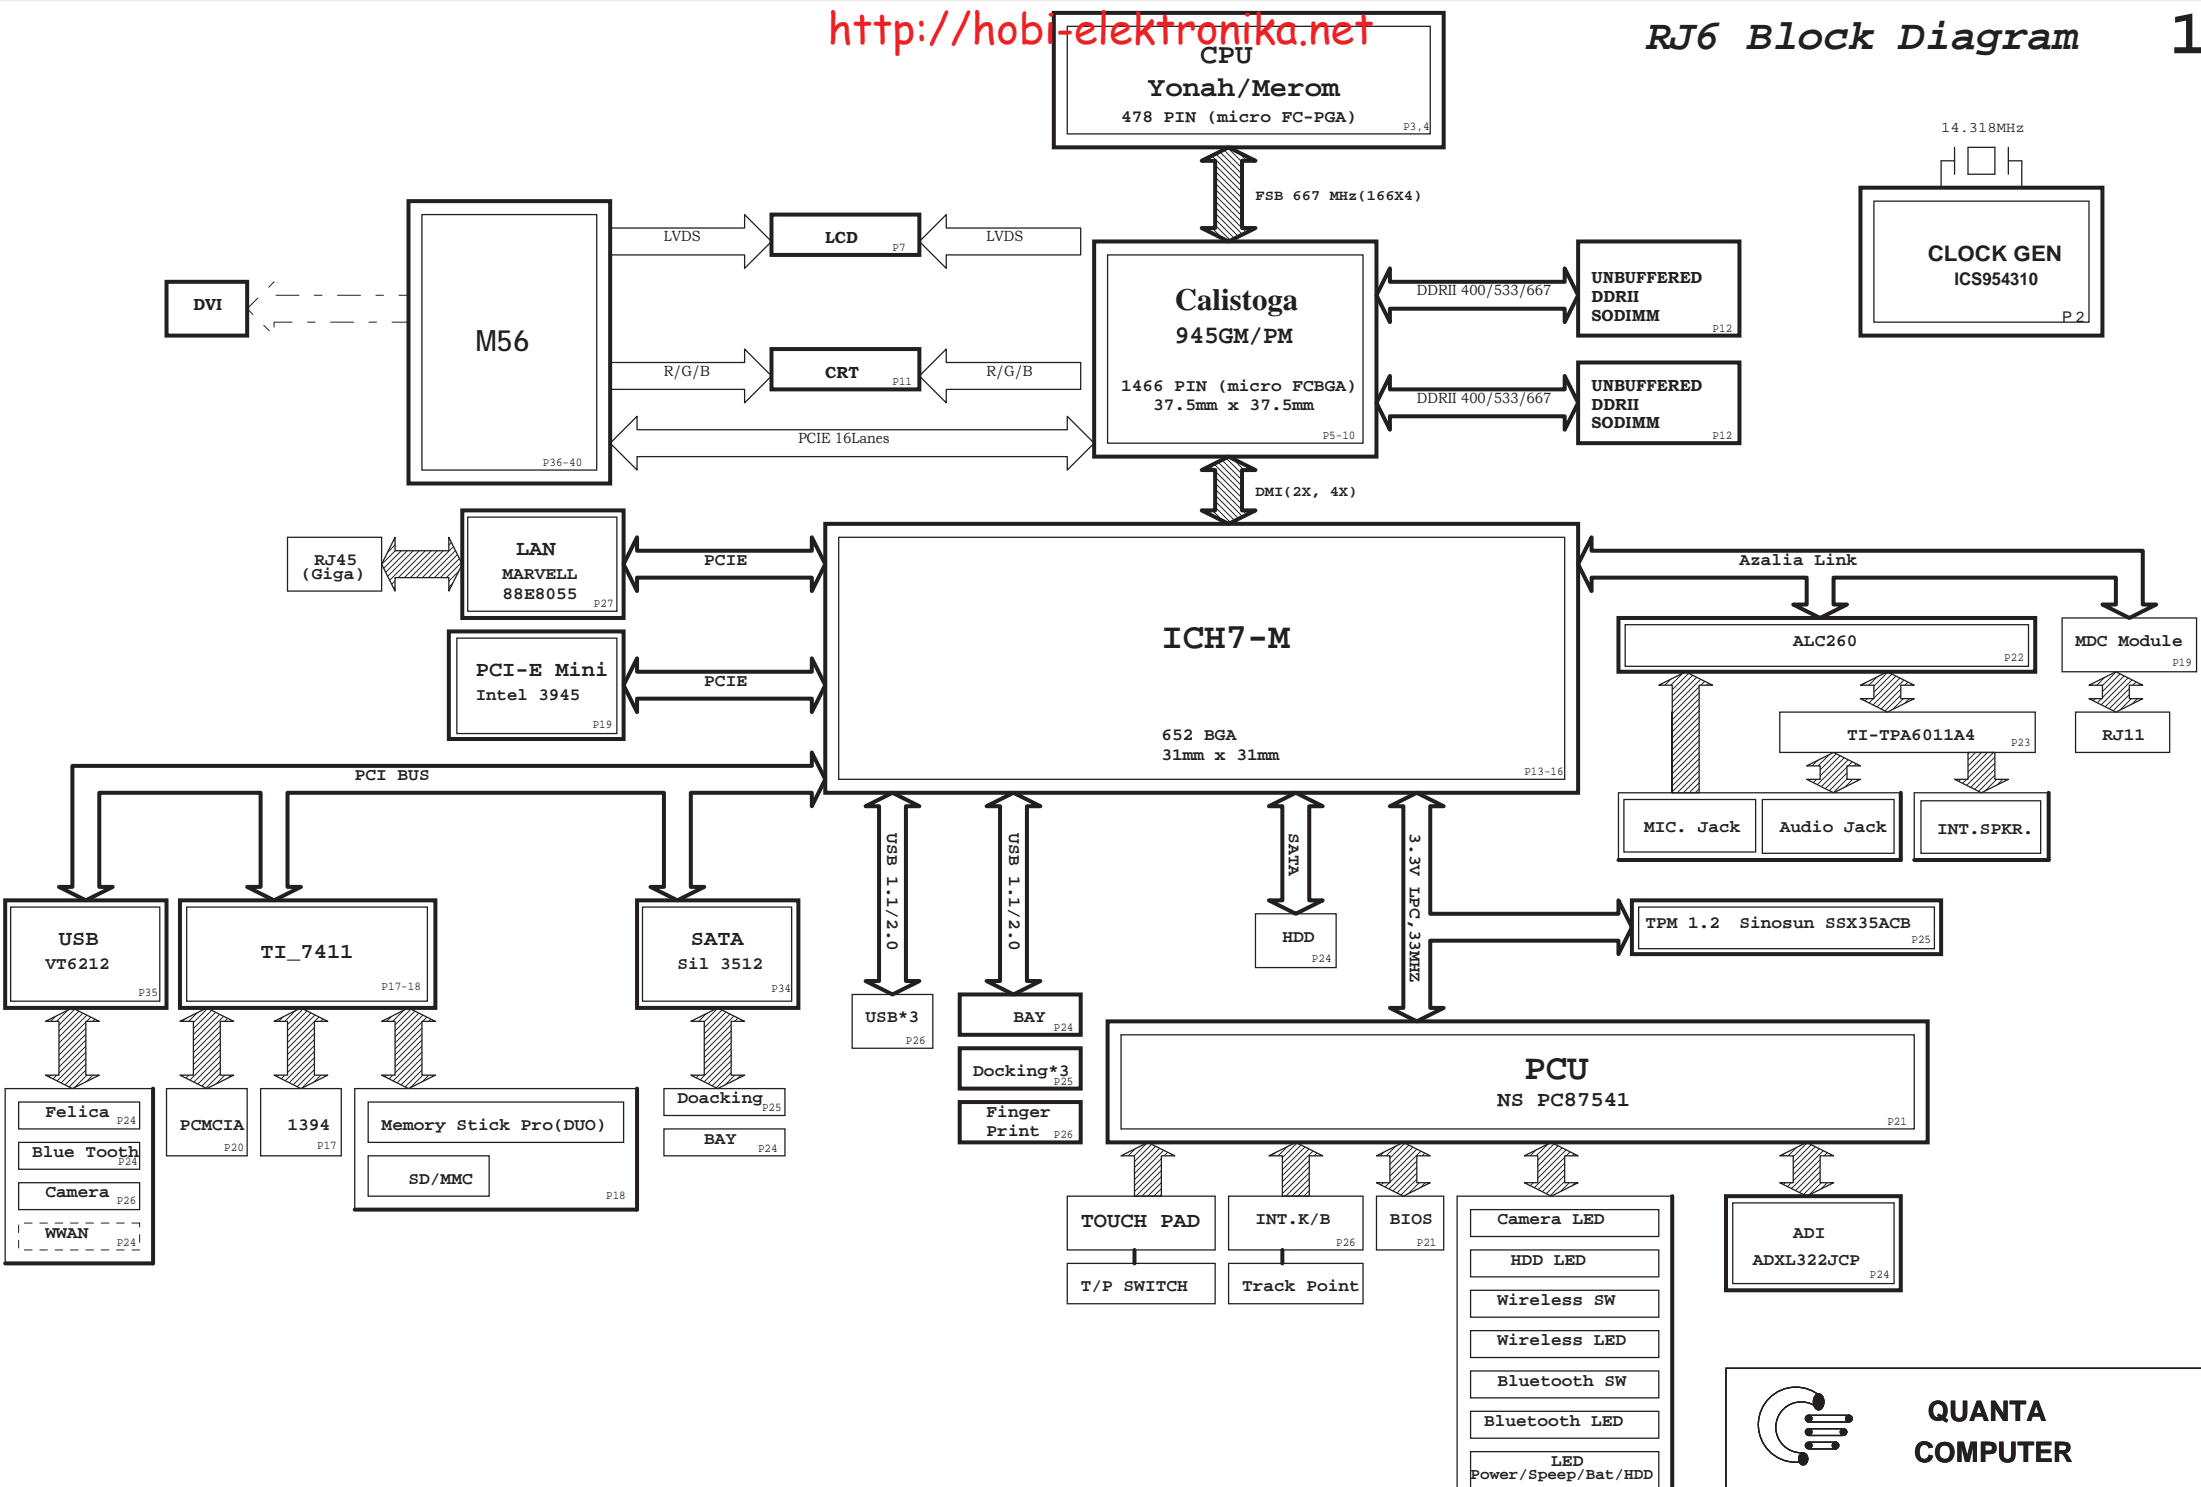 http://hobi-elektronika.net
RJ6 Block Diagram
1
CPU
Yonah/Merom
478 PIN (micro FC-PGA)
P3,4
14.318MHz
FSB 667 MHz(166X4)
CLOCK GEN
ICS954310
P 2
M56
P36-40
LVDS
LCD
P7
LVDS
DVI
R/G/B
CRT
P11
R/G/B
PCIE 16Lanes
Calistoga
945GM/PM
1466 PIN (micro FCBGA)
37.5mm x 37.5mm
P5-10
DDRII 400/533/667
UNBUFFERED
DDRII
SODIMM
P12
DDRII 400/533/667
UNBUFFERED
DDRII
SODIMM
P12
DMI(2X, 4X)
RJ45
(Giga)
LAN
MARVELL
88E8055
P27
PCIE
PCI-E Mini
Intel 3945
P19
PCIE
ICH7-M
652 BGA
31mm x 31mm
P13-16
Azalia Link
ALC260
P22
MDC Module
P19
TI-TPA6011A4
P23
RJ11
MIC. Jack
Audio Jack
INT.SPKR.
PCI BUS
USB 1.1/2.0
USB 1.1/2.0
SATA
3.3V LPC,33MHZ
USB
VT6212
P35
TI_7411
P17-18
SATA
Sil 3512
P34
HDD
P24
TPM 1.2 Sinosun SSX35ACB
P25
USB*3
P26
BAY
P24
Docking*3
P25
Finger
Print
P26
PCU
NS PC87541
P21
Felica
P24
Blue Tooth
P24
Camera
P26
WWAN
P24
PCMCIA
P20
1394
P17
Memory Stick Pro(DUO)
SD/MMC
P18
Doacking
P25
BAY
P24
TOUCH PAD
T/P SWITCH
INT.K/B
P26
Track Point
BIOS
P21
Camera LED
HDD LED
Wireless SW
Wireless LED
Bluetooth SW
Bluetooth LED
LED
Power/Speep/Bat/HDD
ADI
ADXL322JCP
P24
QUANTA
COMPUTER